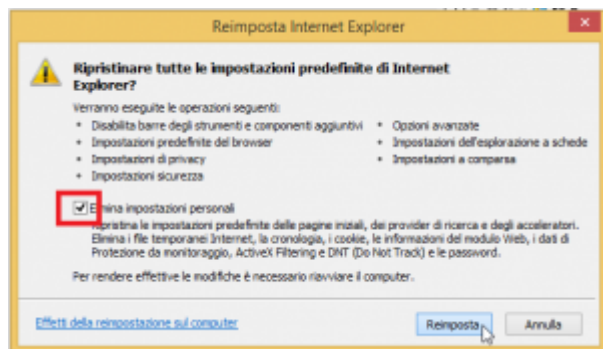 Reimposta Internet Explorer
Ripristinare tutte le impostazioni predefinite di Internet
Explorer?
Verranno eseguite le operazioni seguenti:
• Disabilita barre degli strumenti e componenti aggiuntivi
• Impostazioni predefinite del browser
• Impostazioni di privacy
• Impostazioni sicurezza
• Opzioni avanzate
• Impostazioni dell'esplorazione a schede
• Impostazioni a comparsa
Elimina impostazioni personali
Ripristina le impostazioni predefinite delle pagine iniziali, dei provider di ricerca e degli acceleratori.
Elimina i file temporanei Internet, la cronologia, i cookie, le informazioni del modulo Web, i dati di
Protezione da monitoraggio, ActiveX Filtering e DNT (Do Not Track) e le password.
Per rendere effettive le modifiche è necessario riavviare il computer.
Effetti della reimpostazione sul computer
Reimposta
Annulla